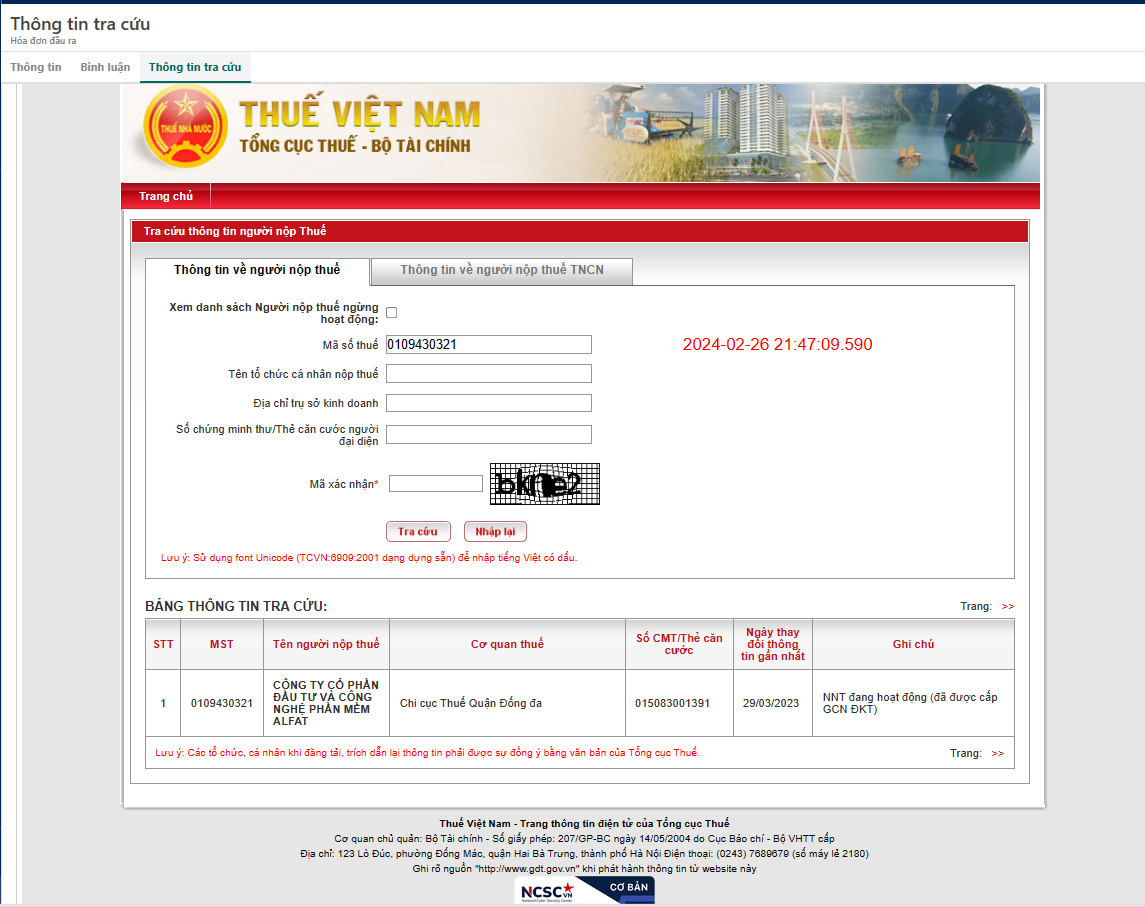 Thông tin tra cứu
Hóa đơn đầu ra
Thông tin Bình luận Thông tin tra cứu
THUẾ NHÀ NƯỚC
THUẾ VIỆT NAM
TỔNG CỤC THUẾ - BỘ TÀI CHÍNH
Trang chủ
Tra cứu thông tin người nộp Thuế
Thông tin về người nộp thuế Thông tin về người nộp thuế TNCN
Xem danh sách Người nộp thuế ngừng
hoạt động:
Mã số thuế 0109430321 2024-02-26 21:47:09.590
Tên tổ chức cá nhân nộp thuế
Địa chỉ trụ sở kinh doanh
Số chứng minh thư/Thẻ căn cước người
đại diện
Mã xác nhận*
Tra cứu Nhập lại
Lưu ý: Sử dụng font Unicode (TCVN:6909:2001 dạng dựng sẵn) để nhập tiếng Việt có dấu.
BẢNG THÔNG TIN TRA CỨU: Trang: >>
STT MST Tên người nộp thuế Cơ quan thuế Số CMT/Thẻ căn
cước
Ngày thay
đổi thông
tin gần nhất
Ghi chú
1 0109430321 CÔNG TY CỔ PHẦN
ĐẦU TƯ VÀ CÔNG
NGHỆ PHẦN MỀM
ALFAT
Chi cục Thuế Quận Đống đa 015083001391 29/03/2023 NNT đang hoạt động (đã được cấp
GCN ĐKT)
Lưu ý: Các tổ chức, cá nhân khi đăng tải, trích dẫn lại thông tin phải được sự đồng ý bằng văn bản của Tổng cục Thuế. Trang: >>
Thuế Việt Nam - Trang thông tin điện tử của Tổng cục Thuế
Cơ quan chủ quản: Bộ Tài chính - Số giấy phép: 207/GP-BC ngày 14/05/2004 do Cục Báo chí - Bộ VHTT cấp
Địa chỉ: 123 Lò Đúc, phường Đống Mác, quận Hai Bà Trưng, thành phố Hà Nội Điện thoại: (0243) 7689679 (số máy lẻ 2180)
Ghi rõ nguồn "http://www.gdt.gov.vn" khi phát hành thông tin từ website này
NCSC.VN CƠ BẢN
National Cyber Security Center